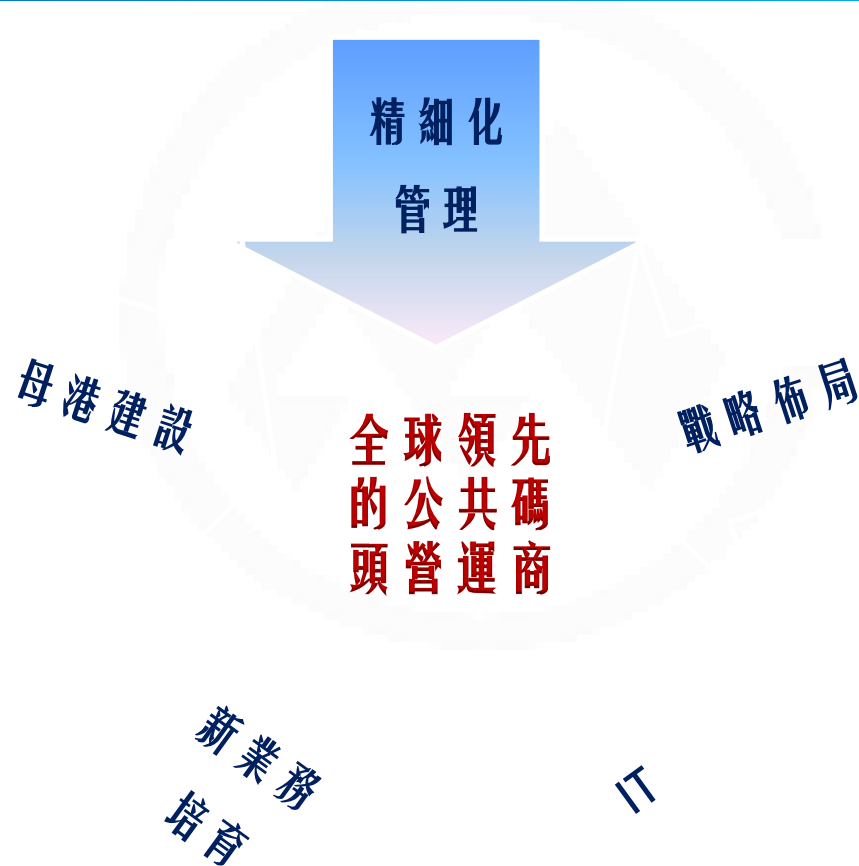 精細化
管理
母港建設
戰略佈局
全球領先
的公共碼
頭營運商
新業務
培育
IT